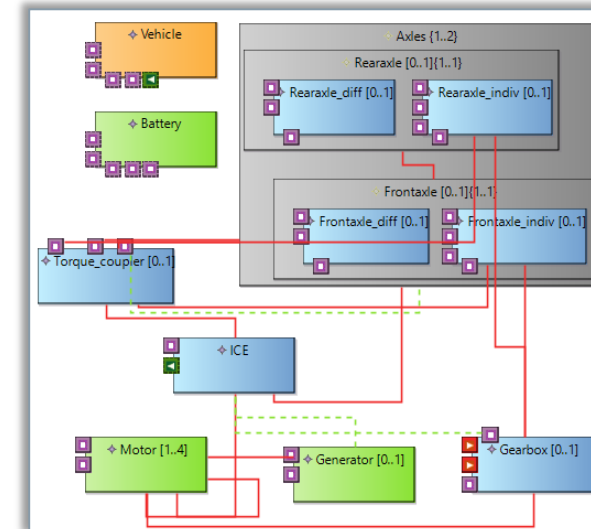 Vehicle
Axles {1..2}
Rearaxle [0..1]{1..1}
Rearaxle_diff [0..1]
Rearaxle_indiv [0..1]
Battery
Frontaxle [0..1]{1..1}
Frontaxle_diff [0..1]
Frontaxle_indiv [0..1]
Torque_coupler [0..1]
ICE
Motor [1..4]
Generator [0..1]
Gearbox [0..1]